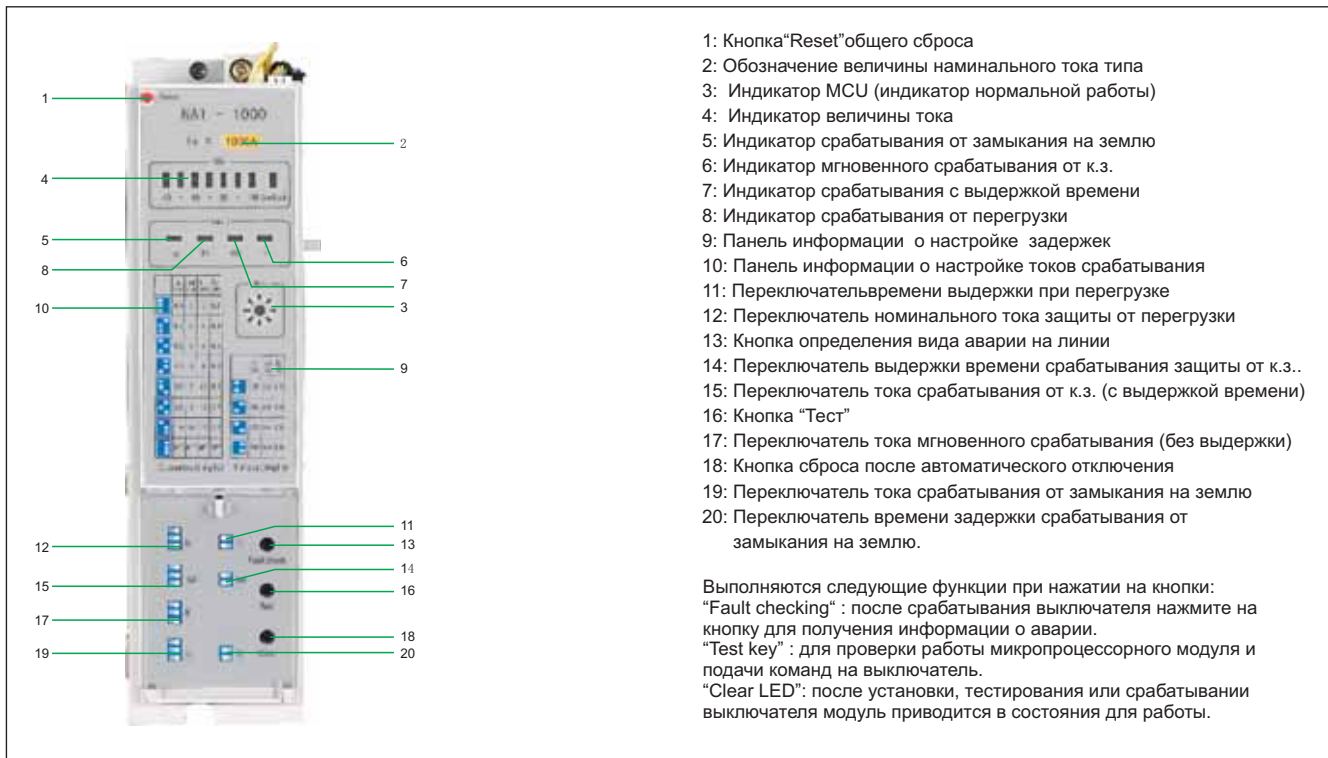 1: Кнопка“Reset”общего сброса
2: Обозначение величины наминального тока типа
3: Индикатор MCU (индикатор нормальной работы)
4: Индикатор величины тока
5: Индикатор срабатывания от замыкания на землю
6: Индикатор мгновенного срабатывания от к.з.
7: Индикатор срабатывания с выдержкой времени
8: Индикатор срабатывания от перегрузки
9: Панель информации о настройке задержек
10: Панель информации о настройке токов срабатывания
11: Переключательвремени выдержки при перегрузке
12: Переключатель номинального тока защиты от перегрузки
13: Кнопка определения вида аварии на линии
14: Переключатель выдержки времени срабатывания защиты от к.з..
15: Переключатель тока срабатывания от к.з. (с выдержкой времени)
16: Кнопка “Тест”
17: Переключатель тока мгновенного срабатывания (без выдержки)
18: Кнопка сброса после автоматического отключения
19: Переключатель тока срабатывания от замыкания на землю
20: Переключатель времени задержки срабатывания от
замыкания на землю.
Выполняются следующие функции при нажатии на кнопки:
“Fault checking“ : после срабатывания выключателя нажмите на
кнопку для получения информации о аварии.
“Test key” : для проверки работы микропроцессорного модуля и
подачи команд на выключатель.
“Clear LED”: после установки, тестирования или срабатывании
выключателя модуль приводится в состояния для работы.
1
NA1 - 1000
1000A
2
4
5
8
6
7
10
3
9
12
11
13
15
14
16
17
18
19
20